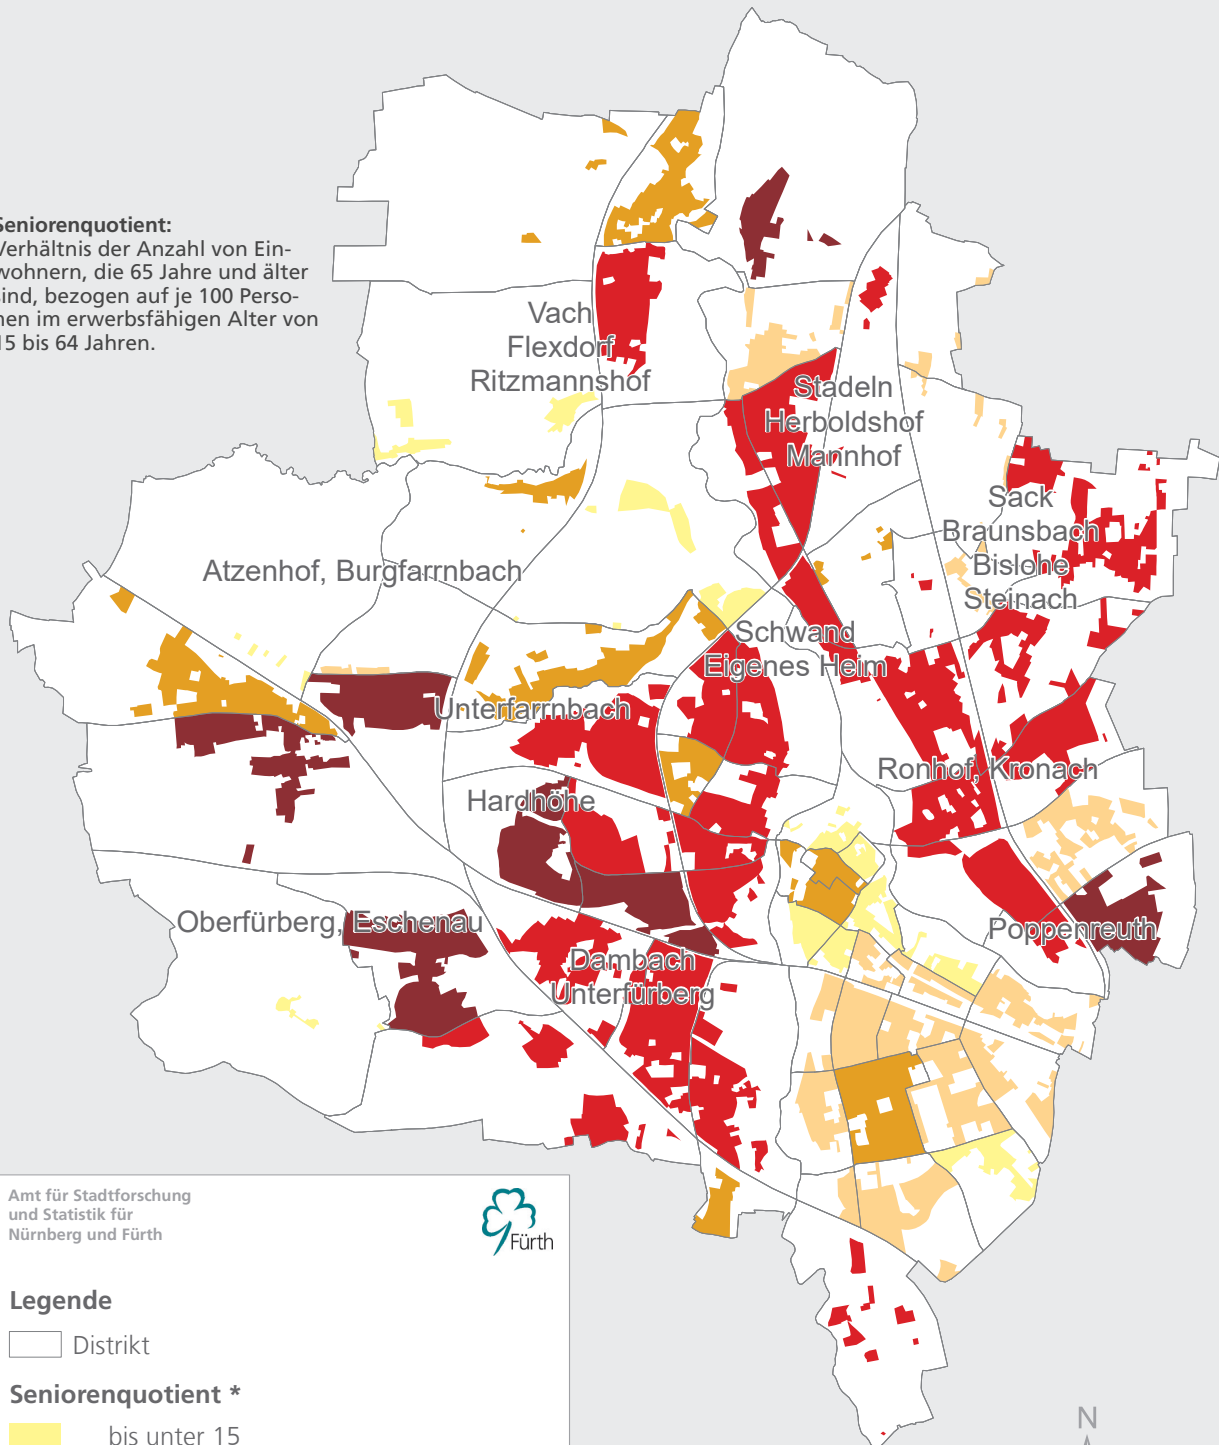 Seniorenquotient:
Verhältnis der Anzahl von Ein-
wohnern, die 65 Jahre und älter
sind, bezogen auf je 100 Perso-
nen im erwerbsfähigen Alter von
15 bis 64 Jahren.
Vach
Flexdorf
Ritzmannshof
Stadeln
Herboldshof
Mannhof
Sack
Braunsbach
Bislohe
Steinach
Atzenhof, Burgfarrnbach
Schwand
Eigenes Heim
Unterfarrnbach
Ronhof, Kronach
Hardhöhe
Oberfürberg, Eschenau
Poppenreuth
Dambach
Unterfürberg
Amt für Stadtforschung
und Statistik für
Nürnberg und Fürth
Fürth
Legende
Distrikt
Seniorenquotient *
bis unter 15
N